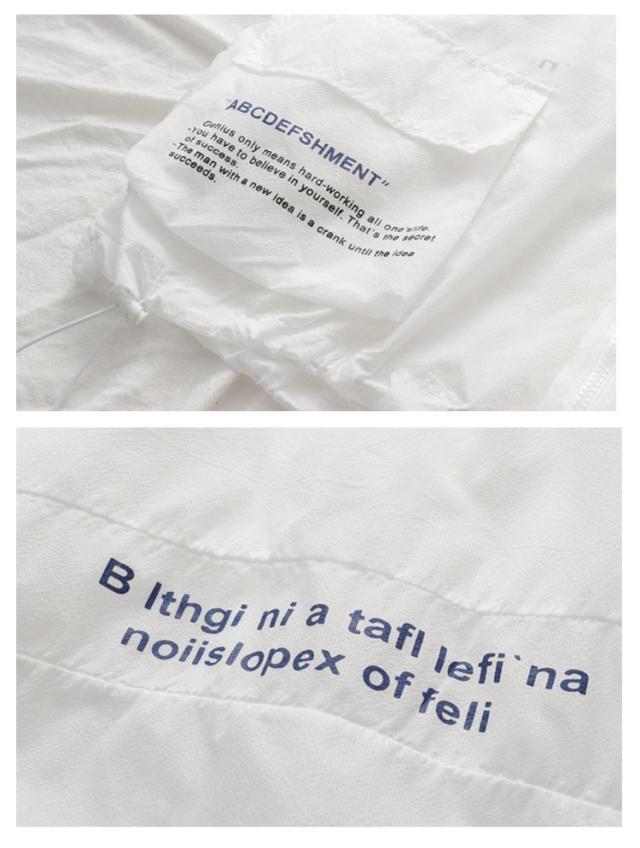 "ABCDEFSHMENT"
Genius only means hard-working all one's life.
-You have to believe in yourself. That's the secret
of success.
-The man with a new idea is a crank until the idea
succeeds.
B lthgi ni a tafl lefi`na
noiislopex of feli